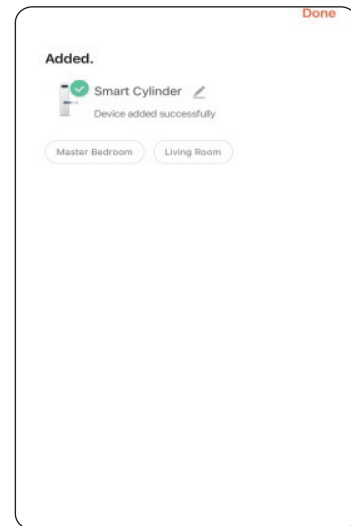 Done
Added.
Smart Cylinder
Device added successfully
Master Bedroom Living Room